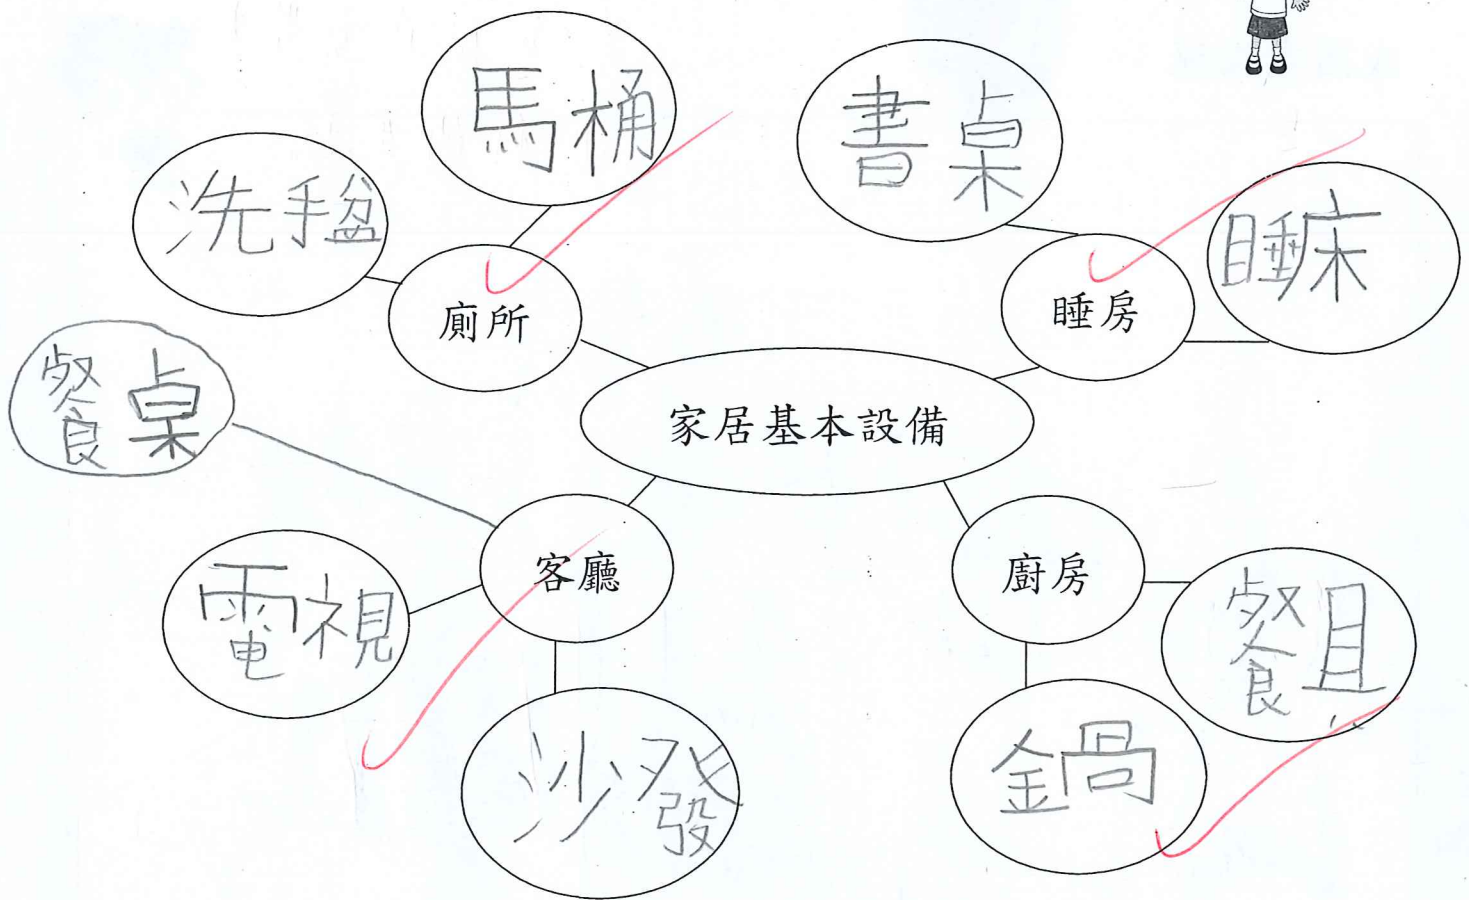 馬桶
書桌
洗手盆
睡床
廁所
睡房
餐桌
家居基本設備
客廳
廚房
電視
餐具
沙發
鍋